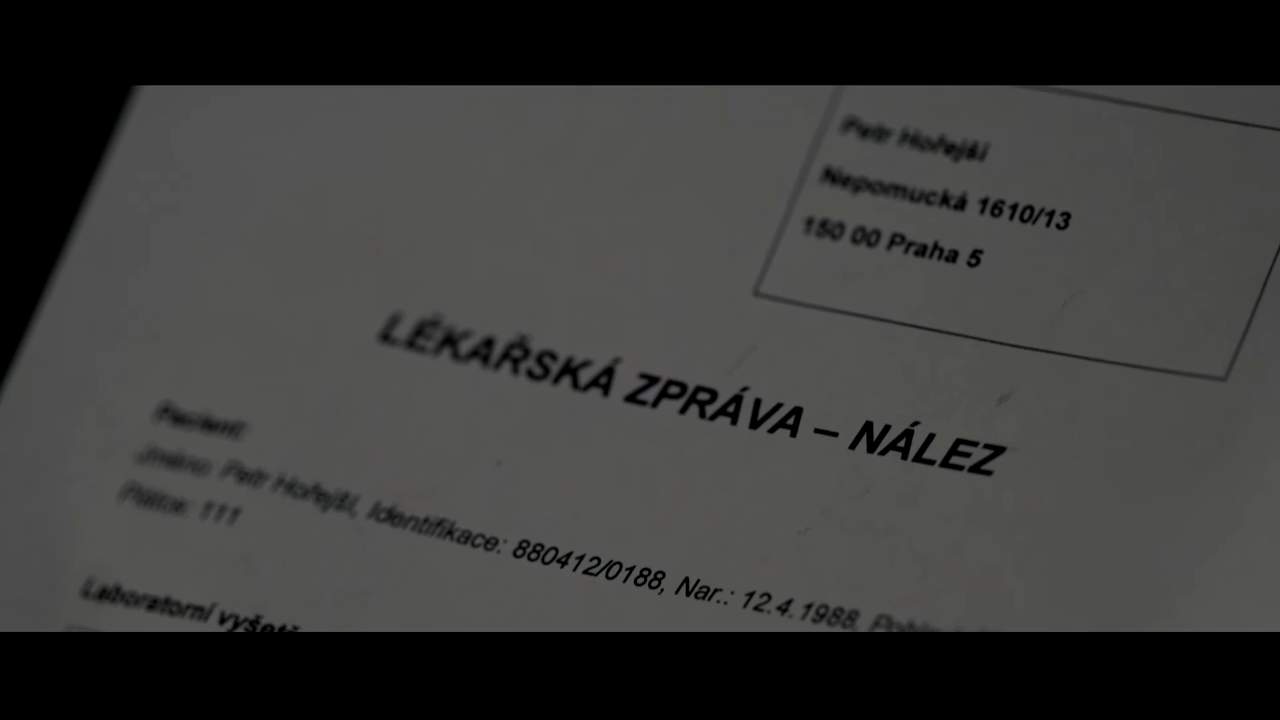 Petr Hořejší
Nepomucká 1610/13
150 00 Praha 5
LÉKAŘSKÁ ZPRÁVA – NÁLEZ
Pacient:
Jméno: Petr Hořejší, Identifikace: 880412/0188, Nar.: 12.4.1988,
Plátce: 111
Laboratorní